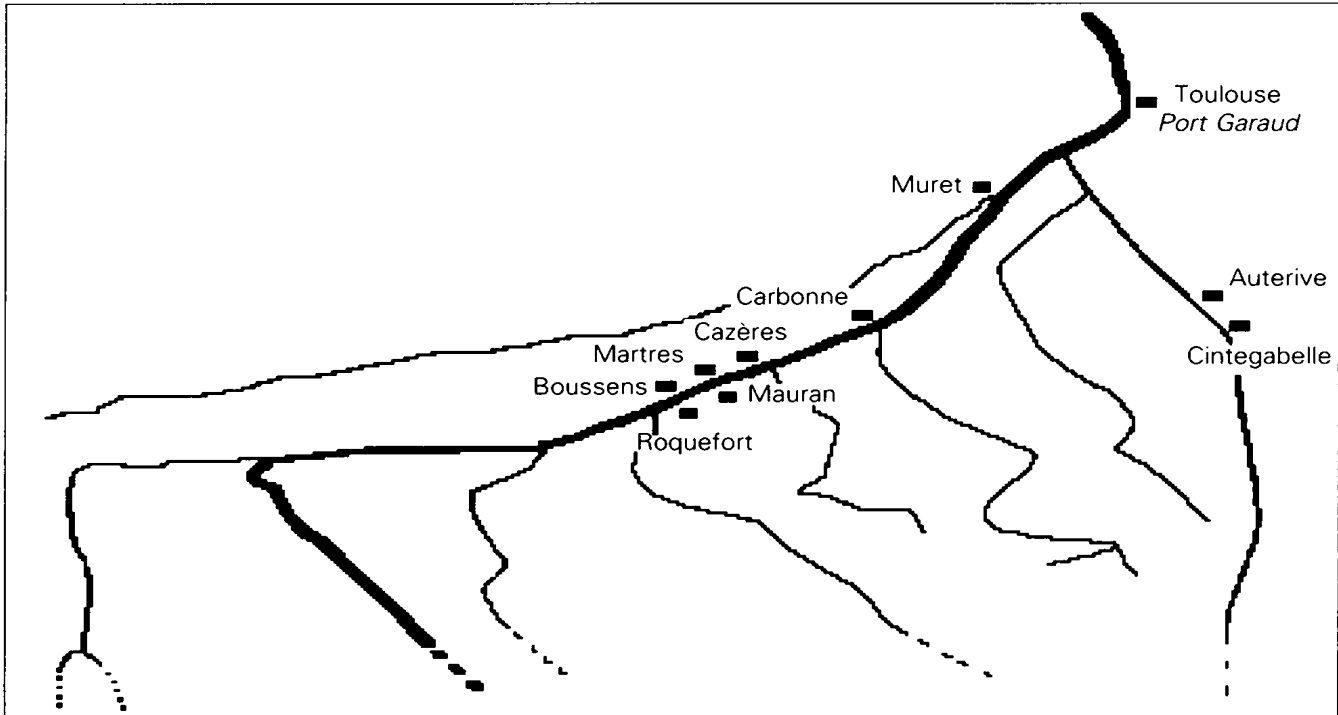 Toulouse
Port Garaud
Muret
Auterive
Carbonne
Cazères
Cintegabelle
Martres
Boussens
Mauran
Roquefort